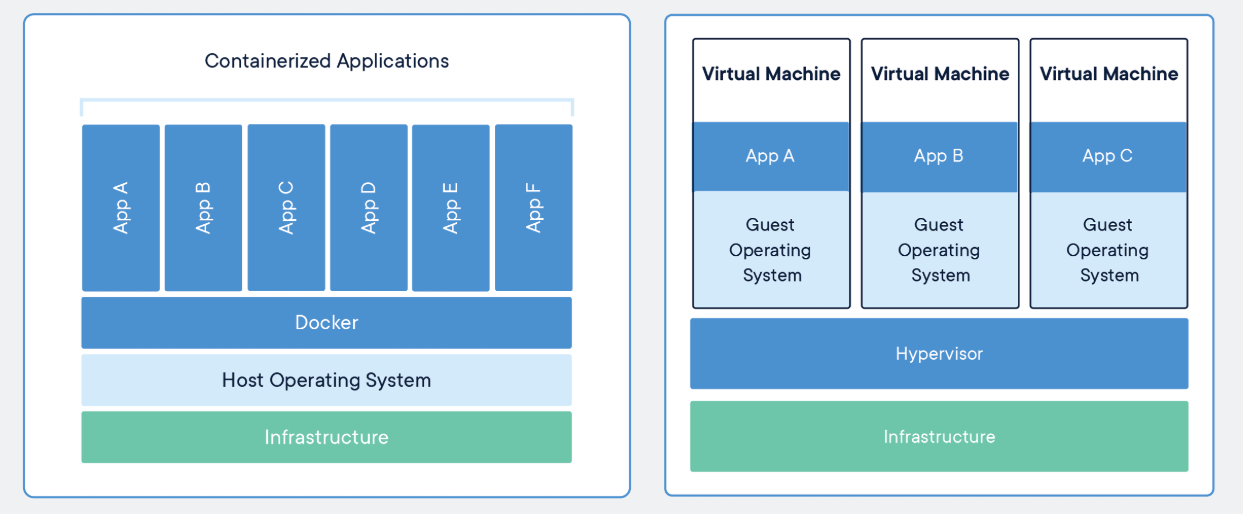 Containerized Applications
App A
App B
App C
App D
App E
App F
Docker
Host Operating System
Infrastructure
Virtual Machine
App A
Guest
Operating
System
Virtual Machine
App B
Guest
Operating
System
Virtual Machine
App C
Guest
Operating
System
Hypervisor
Infrastructure